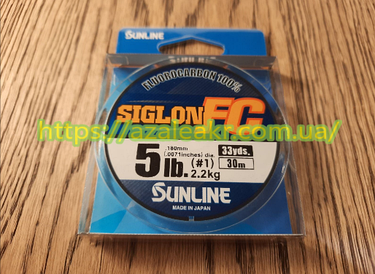 SUNLINE
FLUOROCARBON 100%
SIGLON FC
https://azaleakr.com.ua/
.180mm
(.0071inches) dia
33yds.
5lb.
(#1)
30m
2.2kg
SUNLINE
MADE IN JAPAN